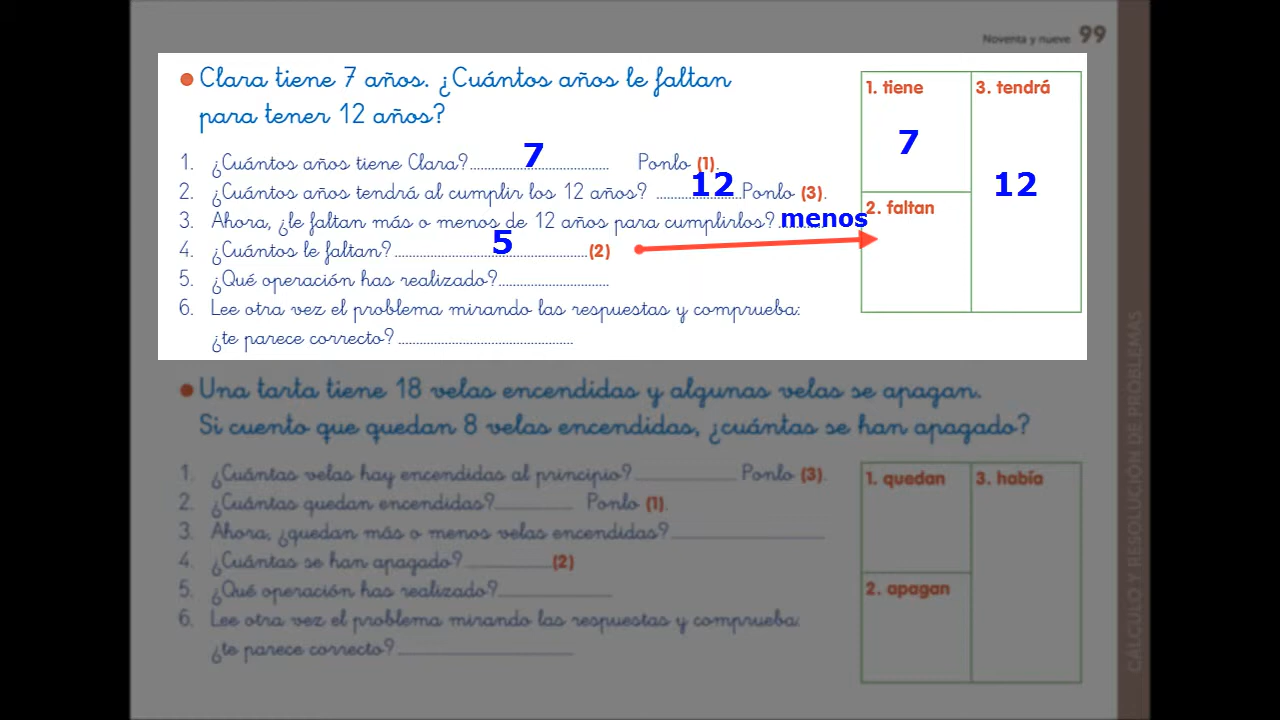 Noventa y nueve 99
● Clara tiene 7 años. ¿Cuántos años le faltan
para tener 12 años?
1. ¿Cuántos años tiene Clara? 7 Ponlo (1).
2. ¿Cuántos años tendrá al cumplir los 12 años? 12 Ponlo (3).
3. Ahora, ¿le faltan más o menos de 12 años para cumplirlos? menos
4. ¿Cuántos le faltan? 5 (2)
5. ¿Qué operación has realizado?
6. Lee otra vez el problema mirando las respuestas y comprueba:
¿te parece correcto?
1. tiene
7
2. faltan
3. tendrá
12
● Una tarta tiene 18 velas encendidas y algunas velas se apagan.
Si cuento que quedan 8 velas encendidas, ¿cuántas se han apagado?
1. ¿Cuántas velas hay encendidas al principio? Ponlo (3).
2. ¿Cuántas quedan encendidas? Ponlo (1).
3. Ahora, ¿quedan más o menos velas encendidas?
4. ¿Cuántas se han apagado? (2)
5. ¿Qué operación has realizado?
6. Lee otra vez el problema mirando las respuestas y comprueba:
¿te parece correcto?
1. quedan
2. apagan
3. había
CÁLCULO Y RESOLUCIÓN DE PROBLEMAS